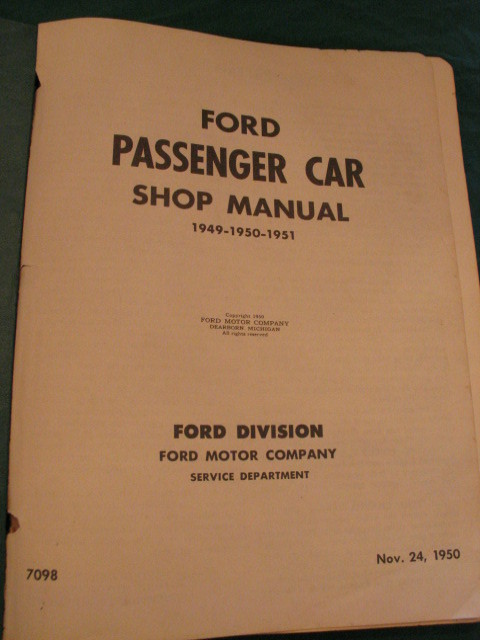 FORD
PASSENGER CAR
SHOP MANUAL
1949-1950-1951
Copyright 1950
FORD MOTOR COMPANY
DEARBORN MICHIGAN
All rights reserved
FORD DIVISION
FORD MOTOR COMPANY
SERVICE DEPARTMENT
7098
Nov. 24, 1950